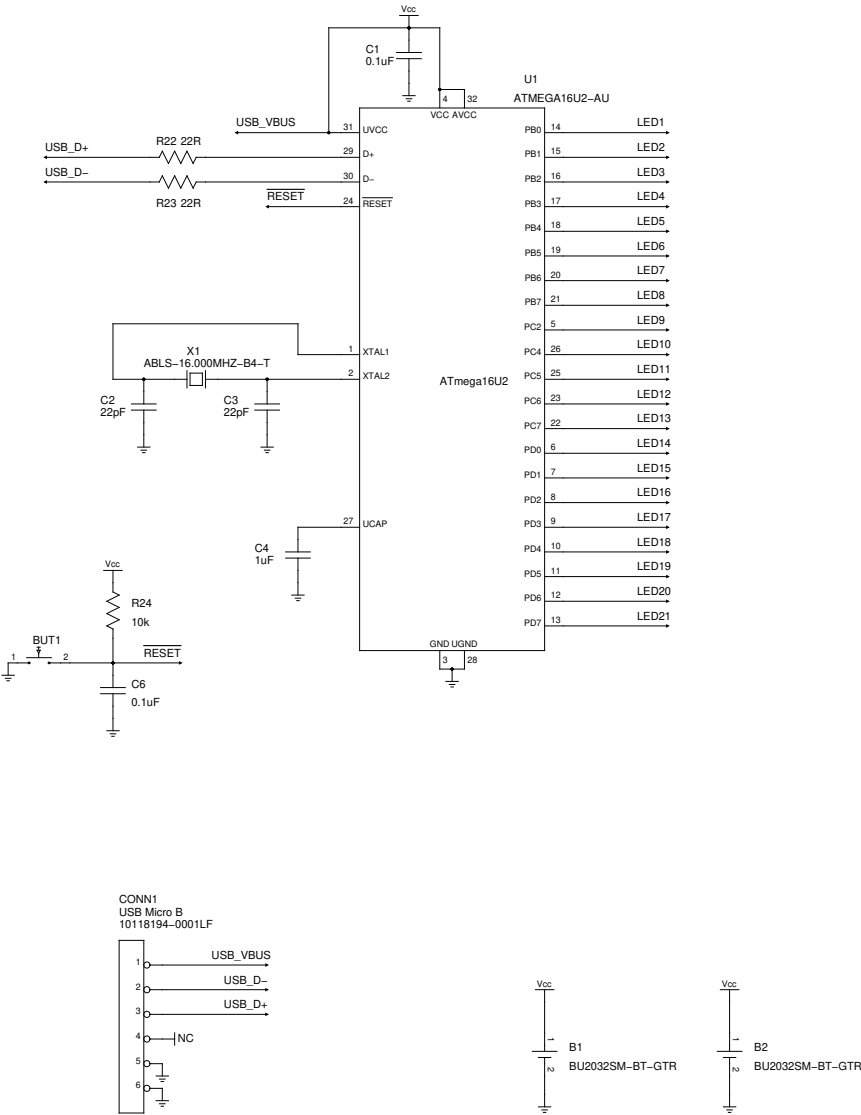 Vcc
C1
0.1uF
U1
ATMEGA16U2-AU
4 32
VCC AVCC
USB_VBUS
31 UVCC
USB_D+
R22 22R
29 D+
USB_D-
R23 22R
30 D-
RESET
24 RESET
X1
ABLS-16.000MHZ-B4-T
1 XTAL1
2 XTAL2
C2
22pF
C3
22pF
ATmega16U2
27 UCAP
C4
1uF
PB0 14 LED1
PB1 15 LED2
PB2 16 LED3
PB3 17 LED4
PB4 18 LED5
PB5 19 LED6
PB6 20 LED7
PB7 21 LED8
PC2 5 LED9
PC4 26 LED10
PC5 25 LED11
PC6 23 LED12
PC7 22 LED13
PD0 6 LED14
PD1 7 LED15
PD2 8 LED16
PD3 9 LED17
PD4 10 LED18
PD5 11 LED19
PD6 12 LED20
PD7 13 LED21
GND UGND
3 28
Vcc
R24
10k
BUT1
1 2
RESET
C6
0.1uF
CONN1
USB Micro B
10118194-0001LF
1 USB_VBUS
2 USB_D-
3 USB_D+
4 NC
5
6
Vcc
1
B1
2
BU2032SM-BT-GTR
Vcc
1
B2
2
BU2032SM-BT-GTR